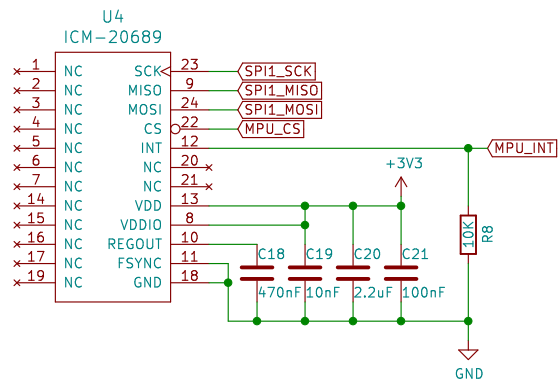 U4
ICM-20689
1 NC SCK 23 SPI1_SCK
2 NC MISO 9 SPI1_MISO
3 NC MOSI 24 SPI1_MOSI
4 NC CS 22 MPU_CS
5 NC INT 12 MPU_INT
6 NC NC 20
7 NC NC 21
+3V3
14 NC VDD 13
15 NC VDDIO 8
16 NC REGOUT 10
17 NC FSYNC 11
19 NC GND 18
C18 C19 C20 C21
470nF 10nF 2.2uF 100nF
10K R8
GND